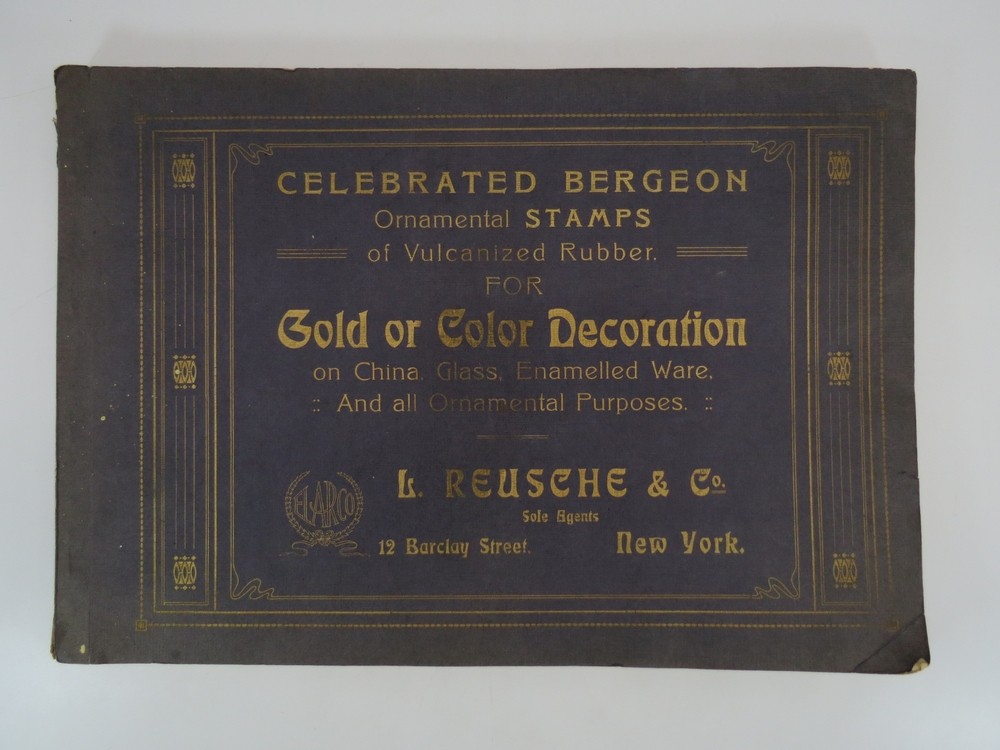 CELEBRATED BERGEON
Ornamental STAMPS
of Vulcanized Rubber.
FOR
Gold or Color Decoration
on China. Glass, Enamelled Ware,
:: And all Ornamental Purposes. ::
L. REUSCHE & Co.
Sole Agents
12 Barclay Street. New York.
ELARCO